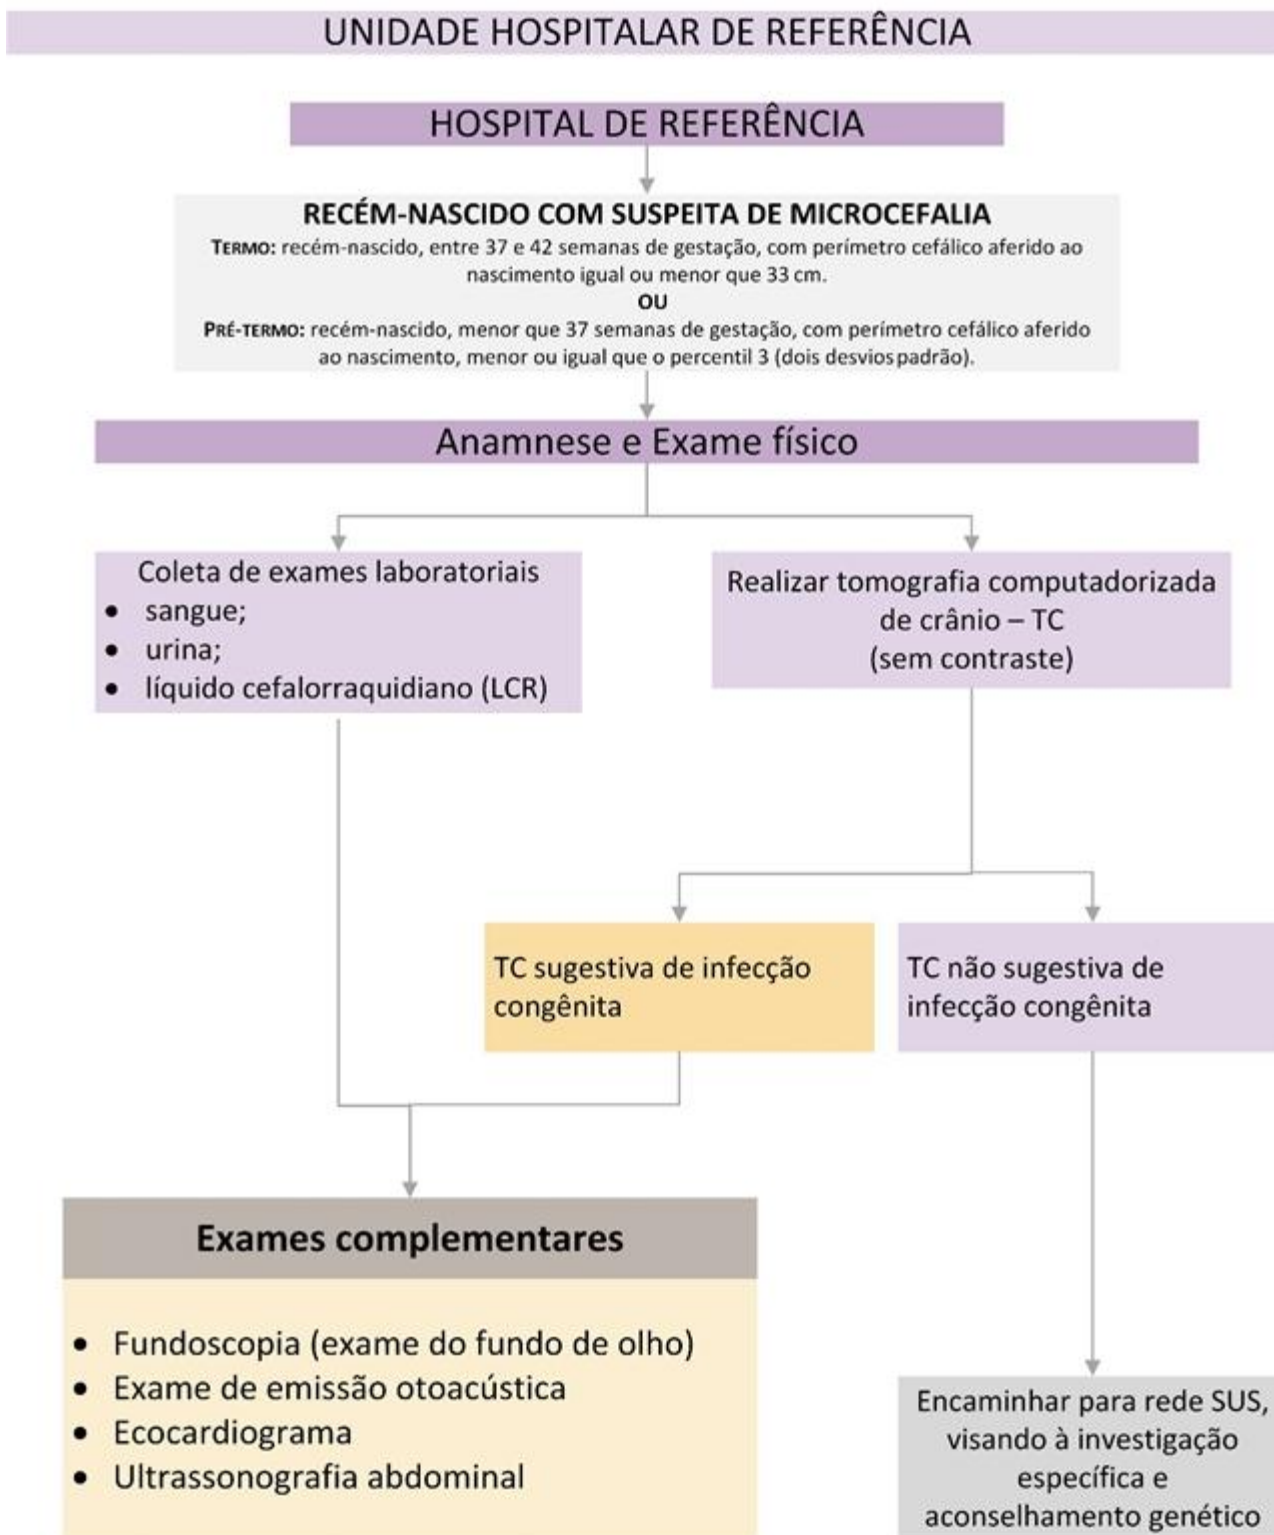 UNIDADE HOSPITALAR DE REFERÊNCIA
HOSPITAL DE REFERÊNCIA
RECÉM-NASCIDO COM SUSPEITA DE MICROCEFALIA
TERMO: recém-nascido, entre 37 e 42 semanas de gestação, com perímetro cefálico aferido ao
nascimento igual ou menor que 33 cm.
OU
PRÉ-TERMO: recém-nascido, menor que 37 semanas de gestação, com perímetro cefálico aferido
ao nascimento, menor ou igual que o percentil 3 (dois desvios padrão).
Anamnese e Exame físico
Coleta de exames laboratoriais
• sangue;
• urina;
• líquido cefalorraquidiano (LCR)
Realizar tomografia computadorizada
de crânio – TC
(sem contraste)
TC sugestiva de infecção
congênita
TC não sugestiva de
infecção congênita
Exames complementares
• Fundoscopia (exame do fundo de olho)
• Exame de emissão otoacústica
• Ecocardiograma
• Ultrassonografia abdominal
Encaminhar para rede SUS,
visando à investigação
específica e
aconselhamento genético